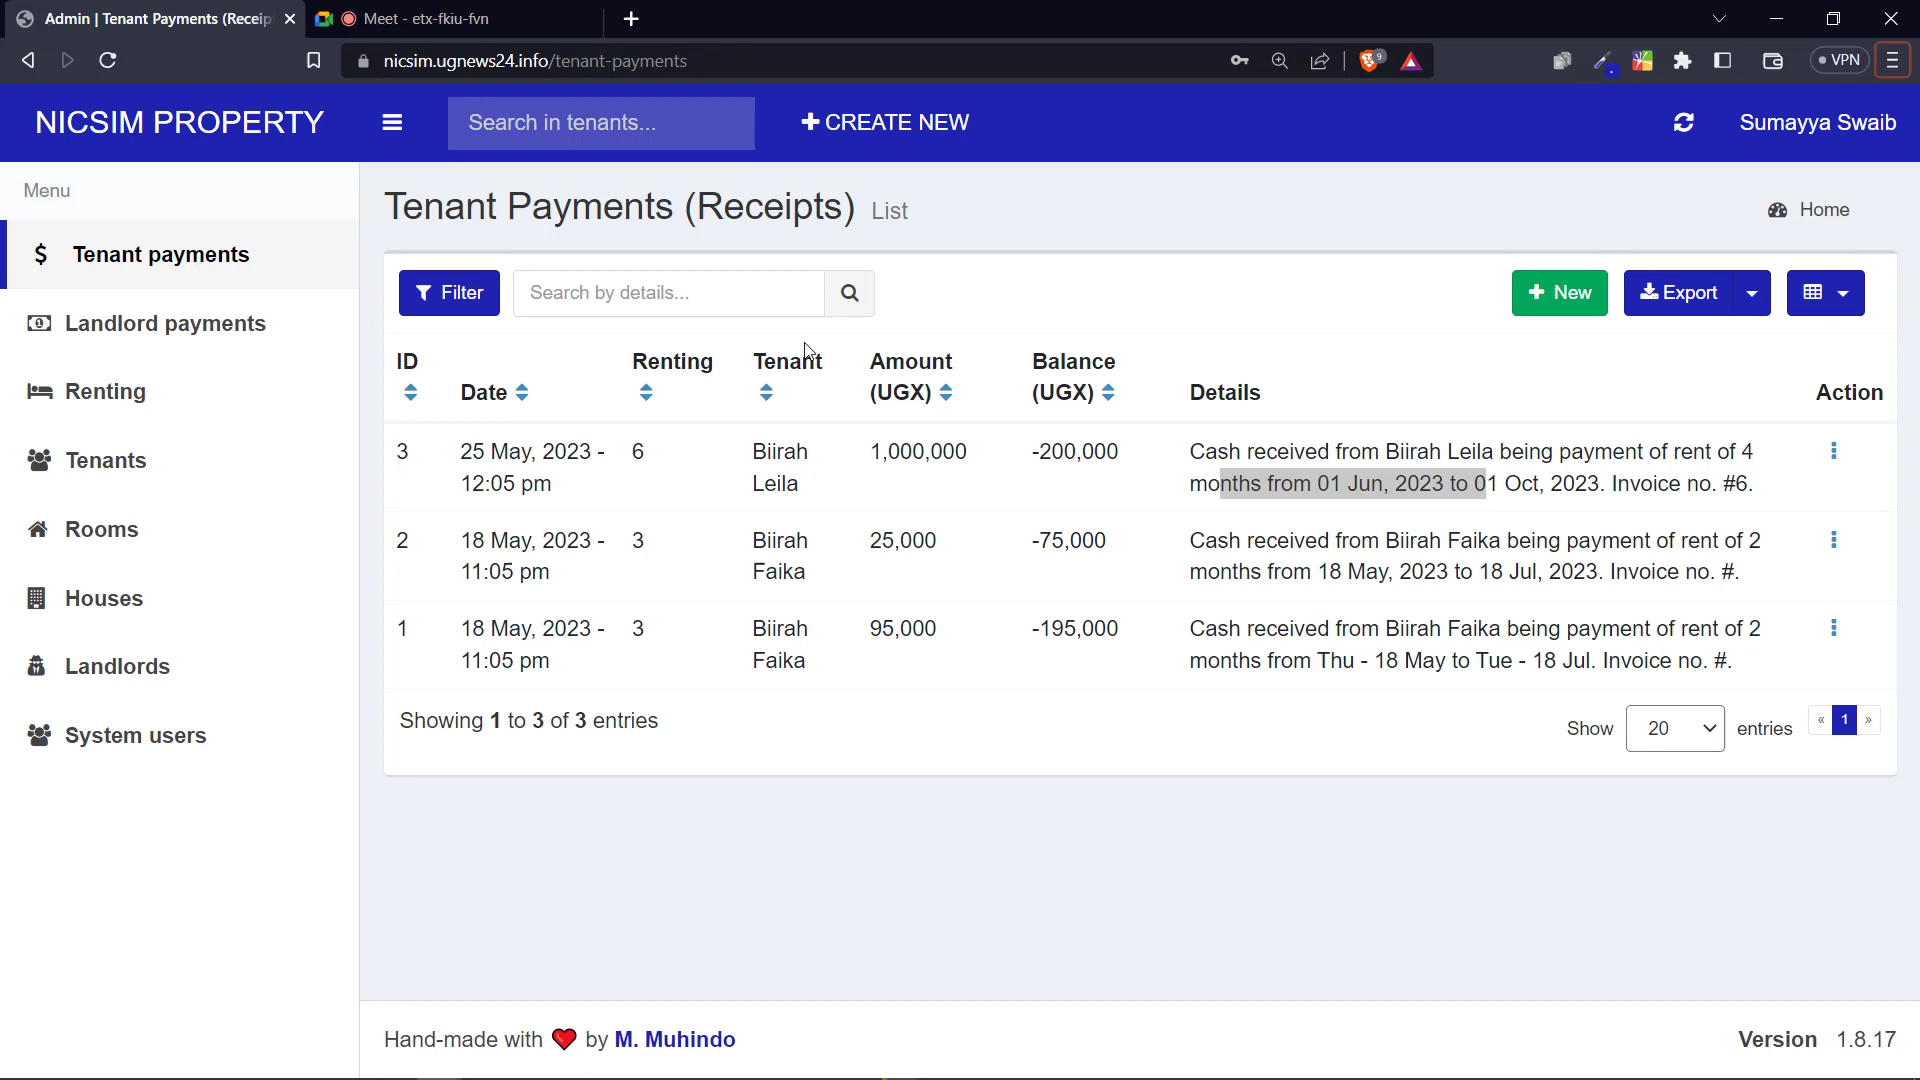 Admin | Tenant Payments (Receip
Meet - etx-fkiu-fvn
nicsim.ugnews24.info/tenant-payments
9
VPN
NICSIM PROPERTY
Search in tenants...
CREATE NEW
Sumayya Swaib
Menu
Tenant payments
Landlord payments
Renting
Tenants
Rooms
Houses
Landlords
System users
Tenant Payments (Receipts) List
Home
Filter
Search by details...
New
Export
ID Date Renting Tenant Amount (UGX) Balance (UGX) Details Action
3 25 May, 2023 - 6 Biirah 1,000,000 -200,000 Cash received from Biirah Leila being payment of rent of 4
12:05 pm Leila months from 01 Jun, 2023 to 01 Oct, 2023. Invoice no. #6.
2 18 May, 2023 - 3 Biirah 25,000 -75,000 Cash received from Biirah Faika being payment of rent of 2
11:05 pm Faika months from 18 May, 2023 to 18 Jul, 2023. Invoice no. #.
1 18 May, 2023 - 3 Biirah 95,000 -195,000 Cash received from Biirah Faika being payment of rent of 2
11:05 pm Faika months from Thu - 18 May to Tue - 18 Jul. Invoice no. #.
Showing 1 to 3 of 3 entries
Show 20 entries « 1 »
Hand-made with ❤ by M. Muhindo
Version 1.8.17